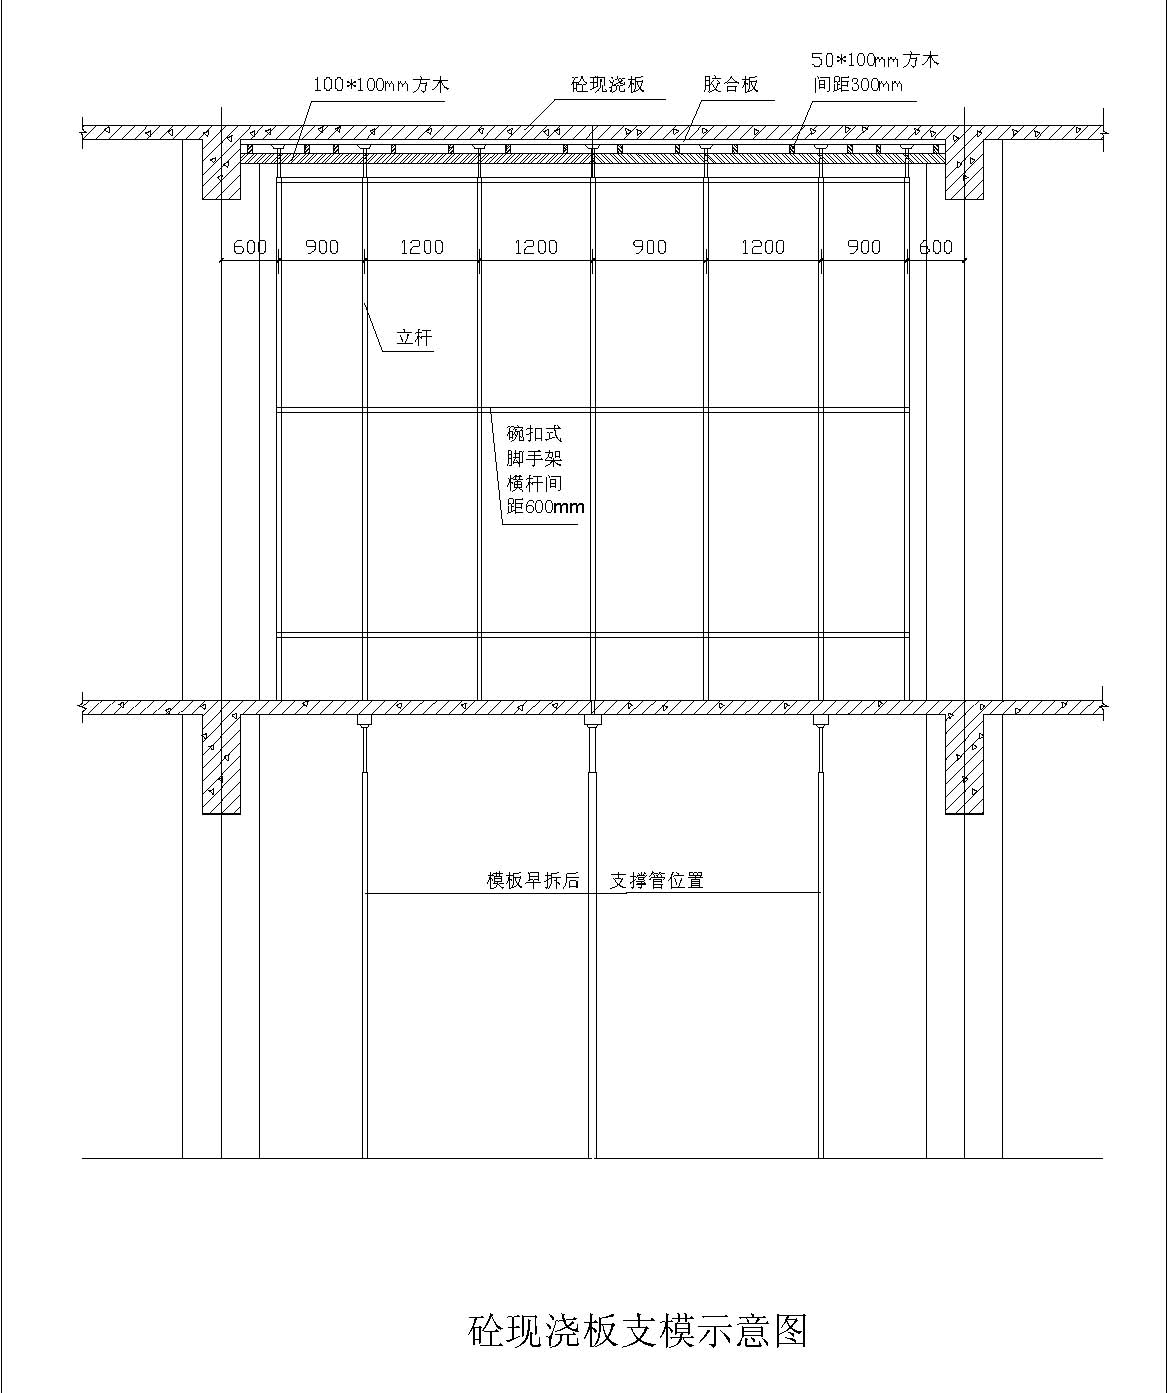 50*100mm方木
100*100mm方木
砼现浇板
胶合板
间距300mm
600
900
1200
1200
900
1200
900
600
立杆
碗扣式
脚手架
横杆间
距600mm
模板早拆后
支撑管位置
砼现浇板支模示意图